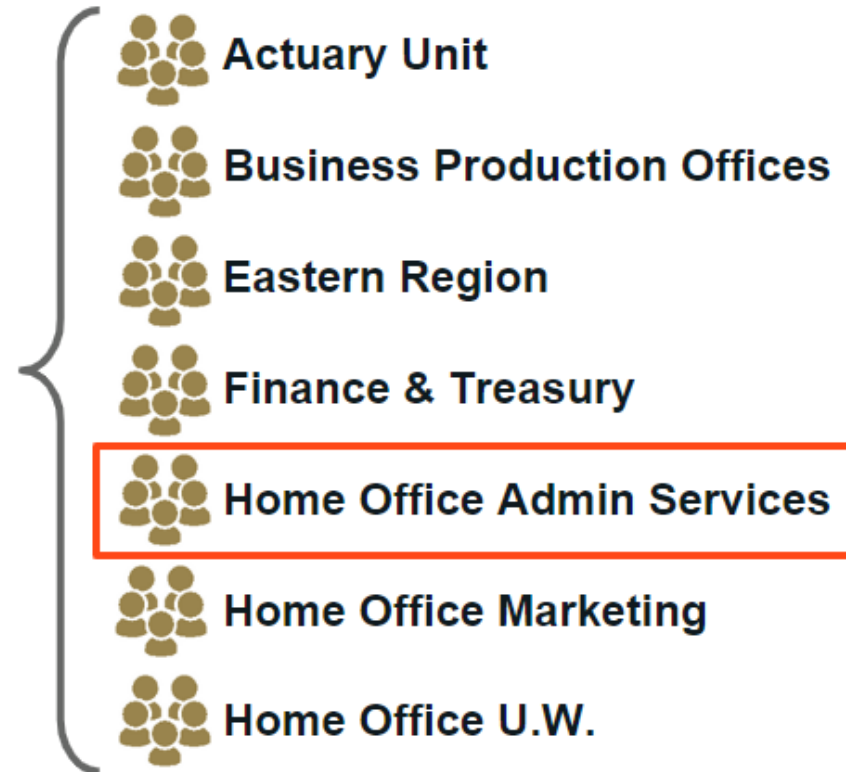 Actuary Unit
Business Production Offices
Eastern Region
Finance & Treasury
Home Office Admin Services
Home Office Marketing
Home Office U.W.